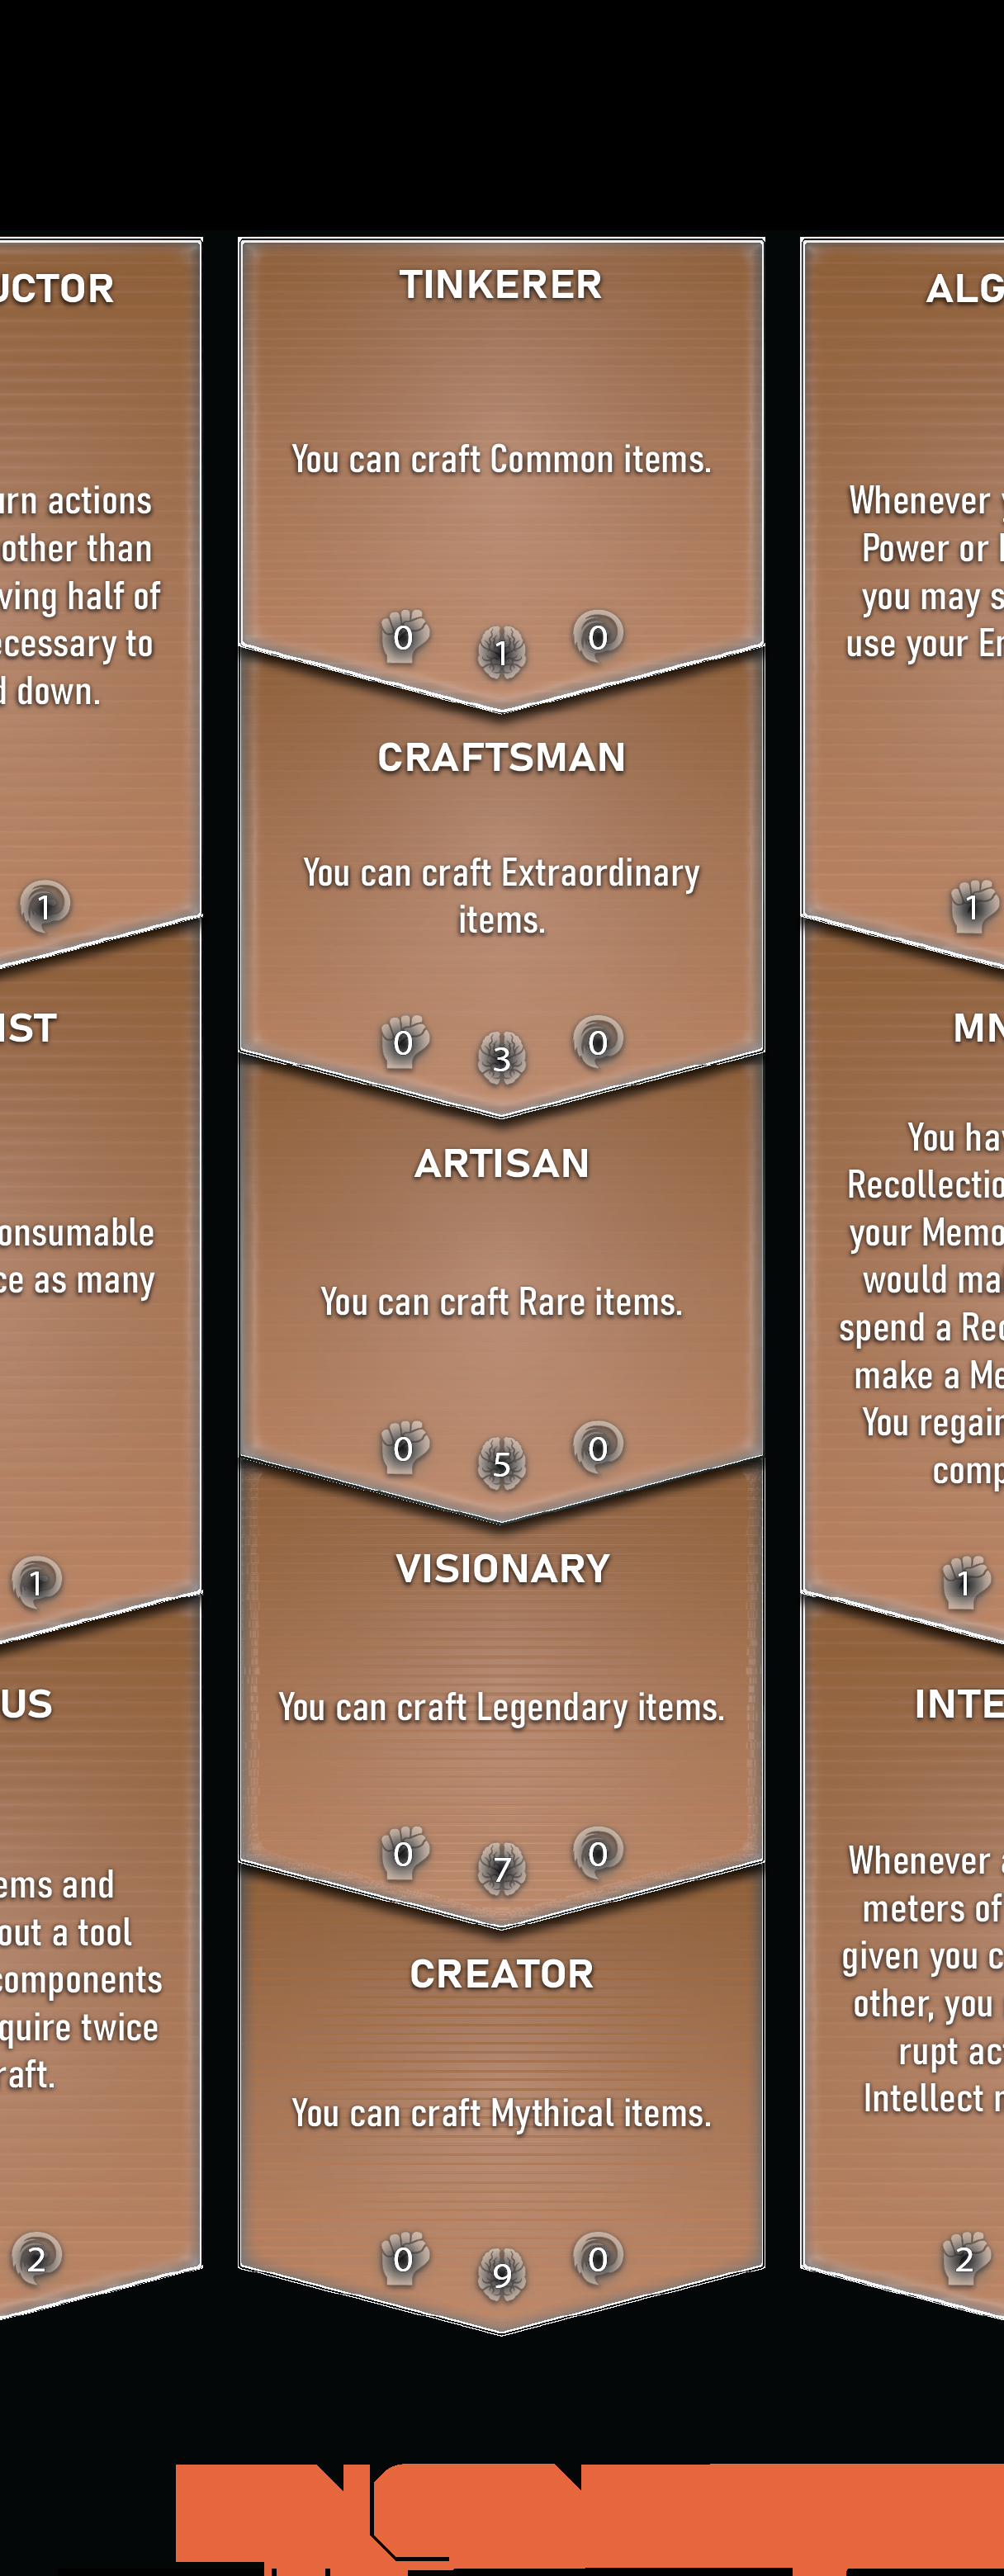 UCTOR
urn actions
other than
ving half of
ecessary to
d down.
1
IST
onsumable
ce as many
1
US
ems and
out a tool
components
quire twice
raft.
2
TINKERER
You can craft Common items.
0 1 0
CRAFTSMAN
You can craft Extraordinary
items.
0 3 0
ARTISAN
You can craft Rare items.
0 5 0
VISIONARY
You can craft Legendary items.
0 7 0
CREATOR
You can craft Mythical items.
0 9 0
ALG
Whenever
Power or
you may s
use your En
1
MN
You hav
Recollectio
your Memo
would ma
spend a Rec
make a Me
You regain
comp
1
INTE
Whenever a
meters of
given you c
other, you
rupt act
Intellect
2